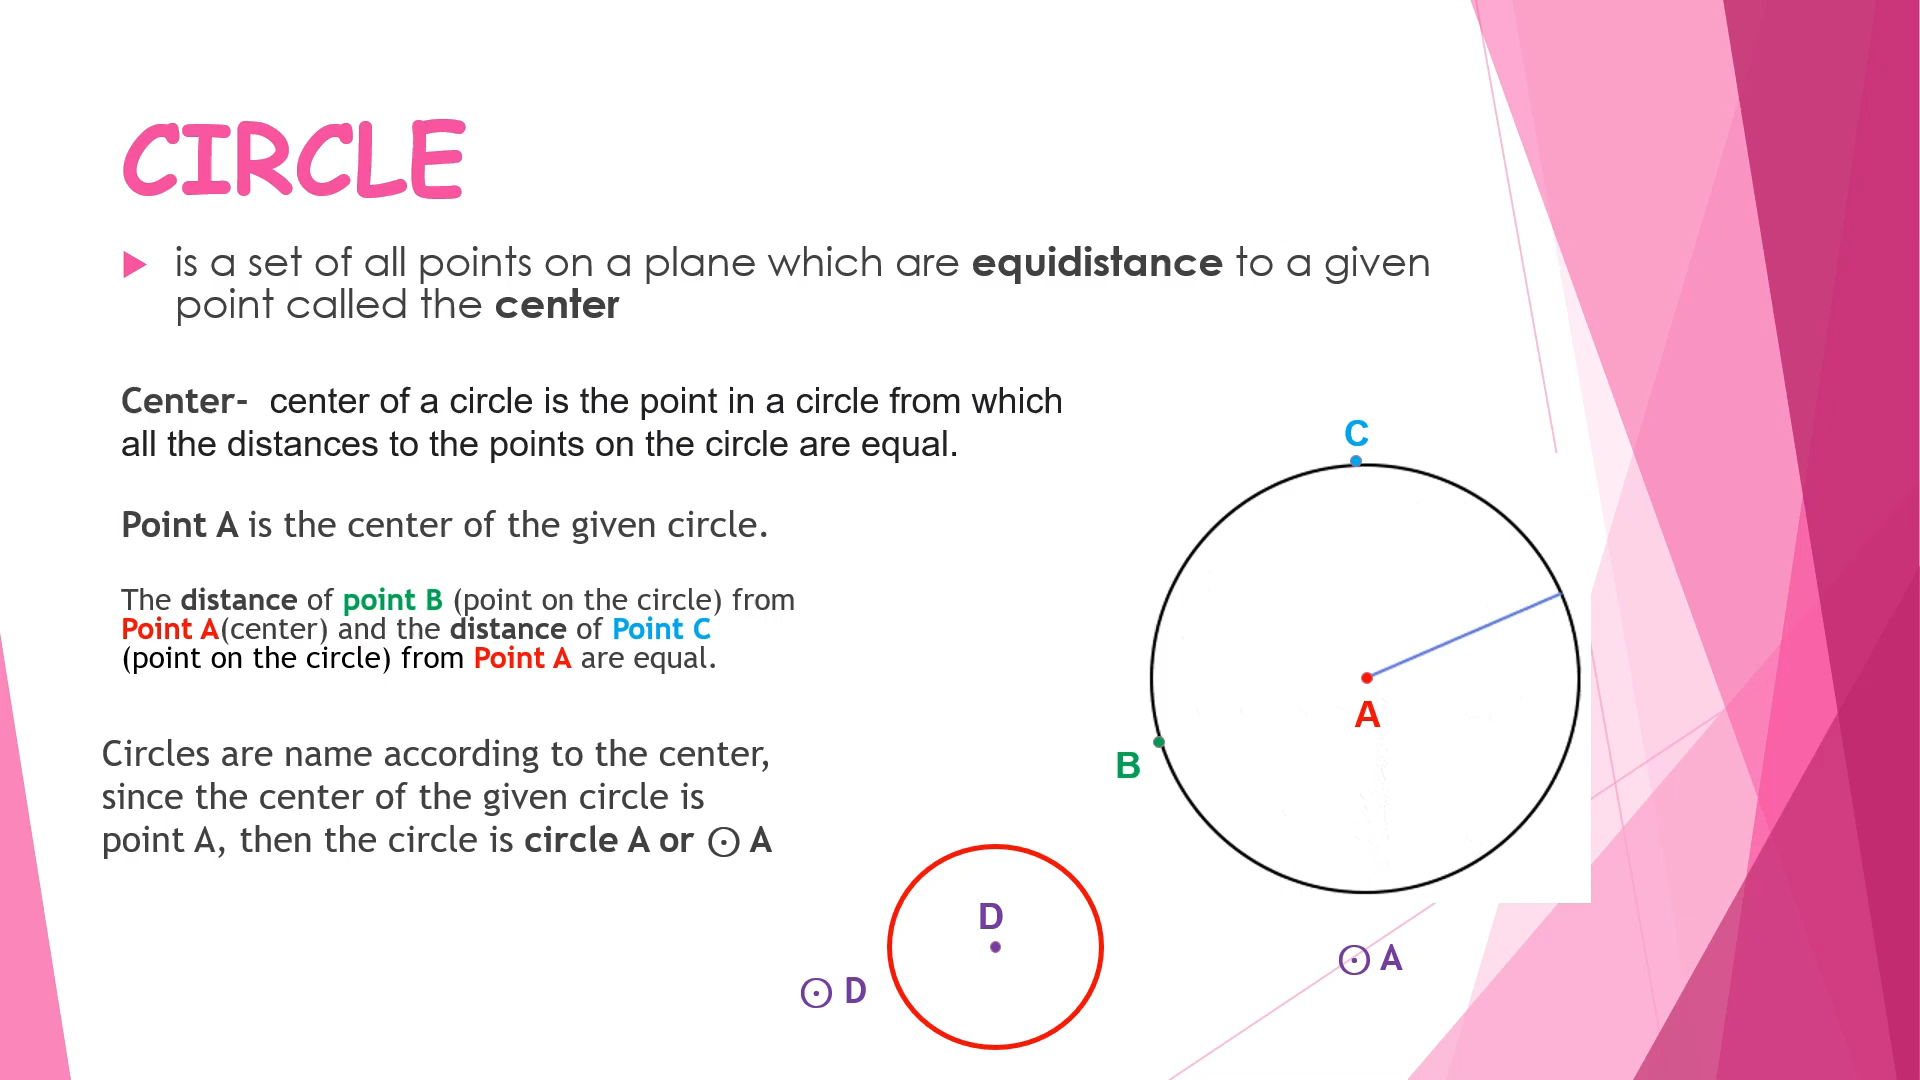 CIRCLE
is a set of all points on a plane which are equidistance to a given
point called the center
Center- center of a circle is the point in a circle from which
all the distances to the points on the circle are equal.
Point A is the center of the given circle.
The distance of point B (point on the circle) from
Point A(center) and the distance of Point C
(point on the circle) from Point A are equal.
Circles are name according to the center,
since the center of the given circle is
point A, then the circle is circle A or ⨀ A
C
A
B
D
⨀ D
⨀ A